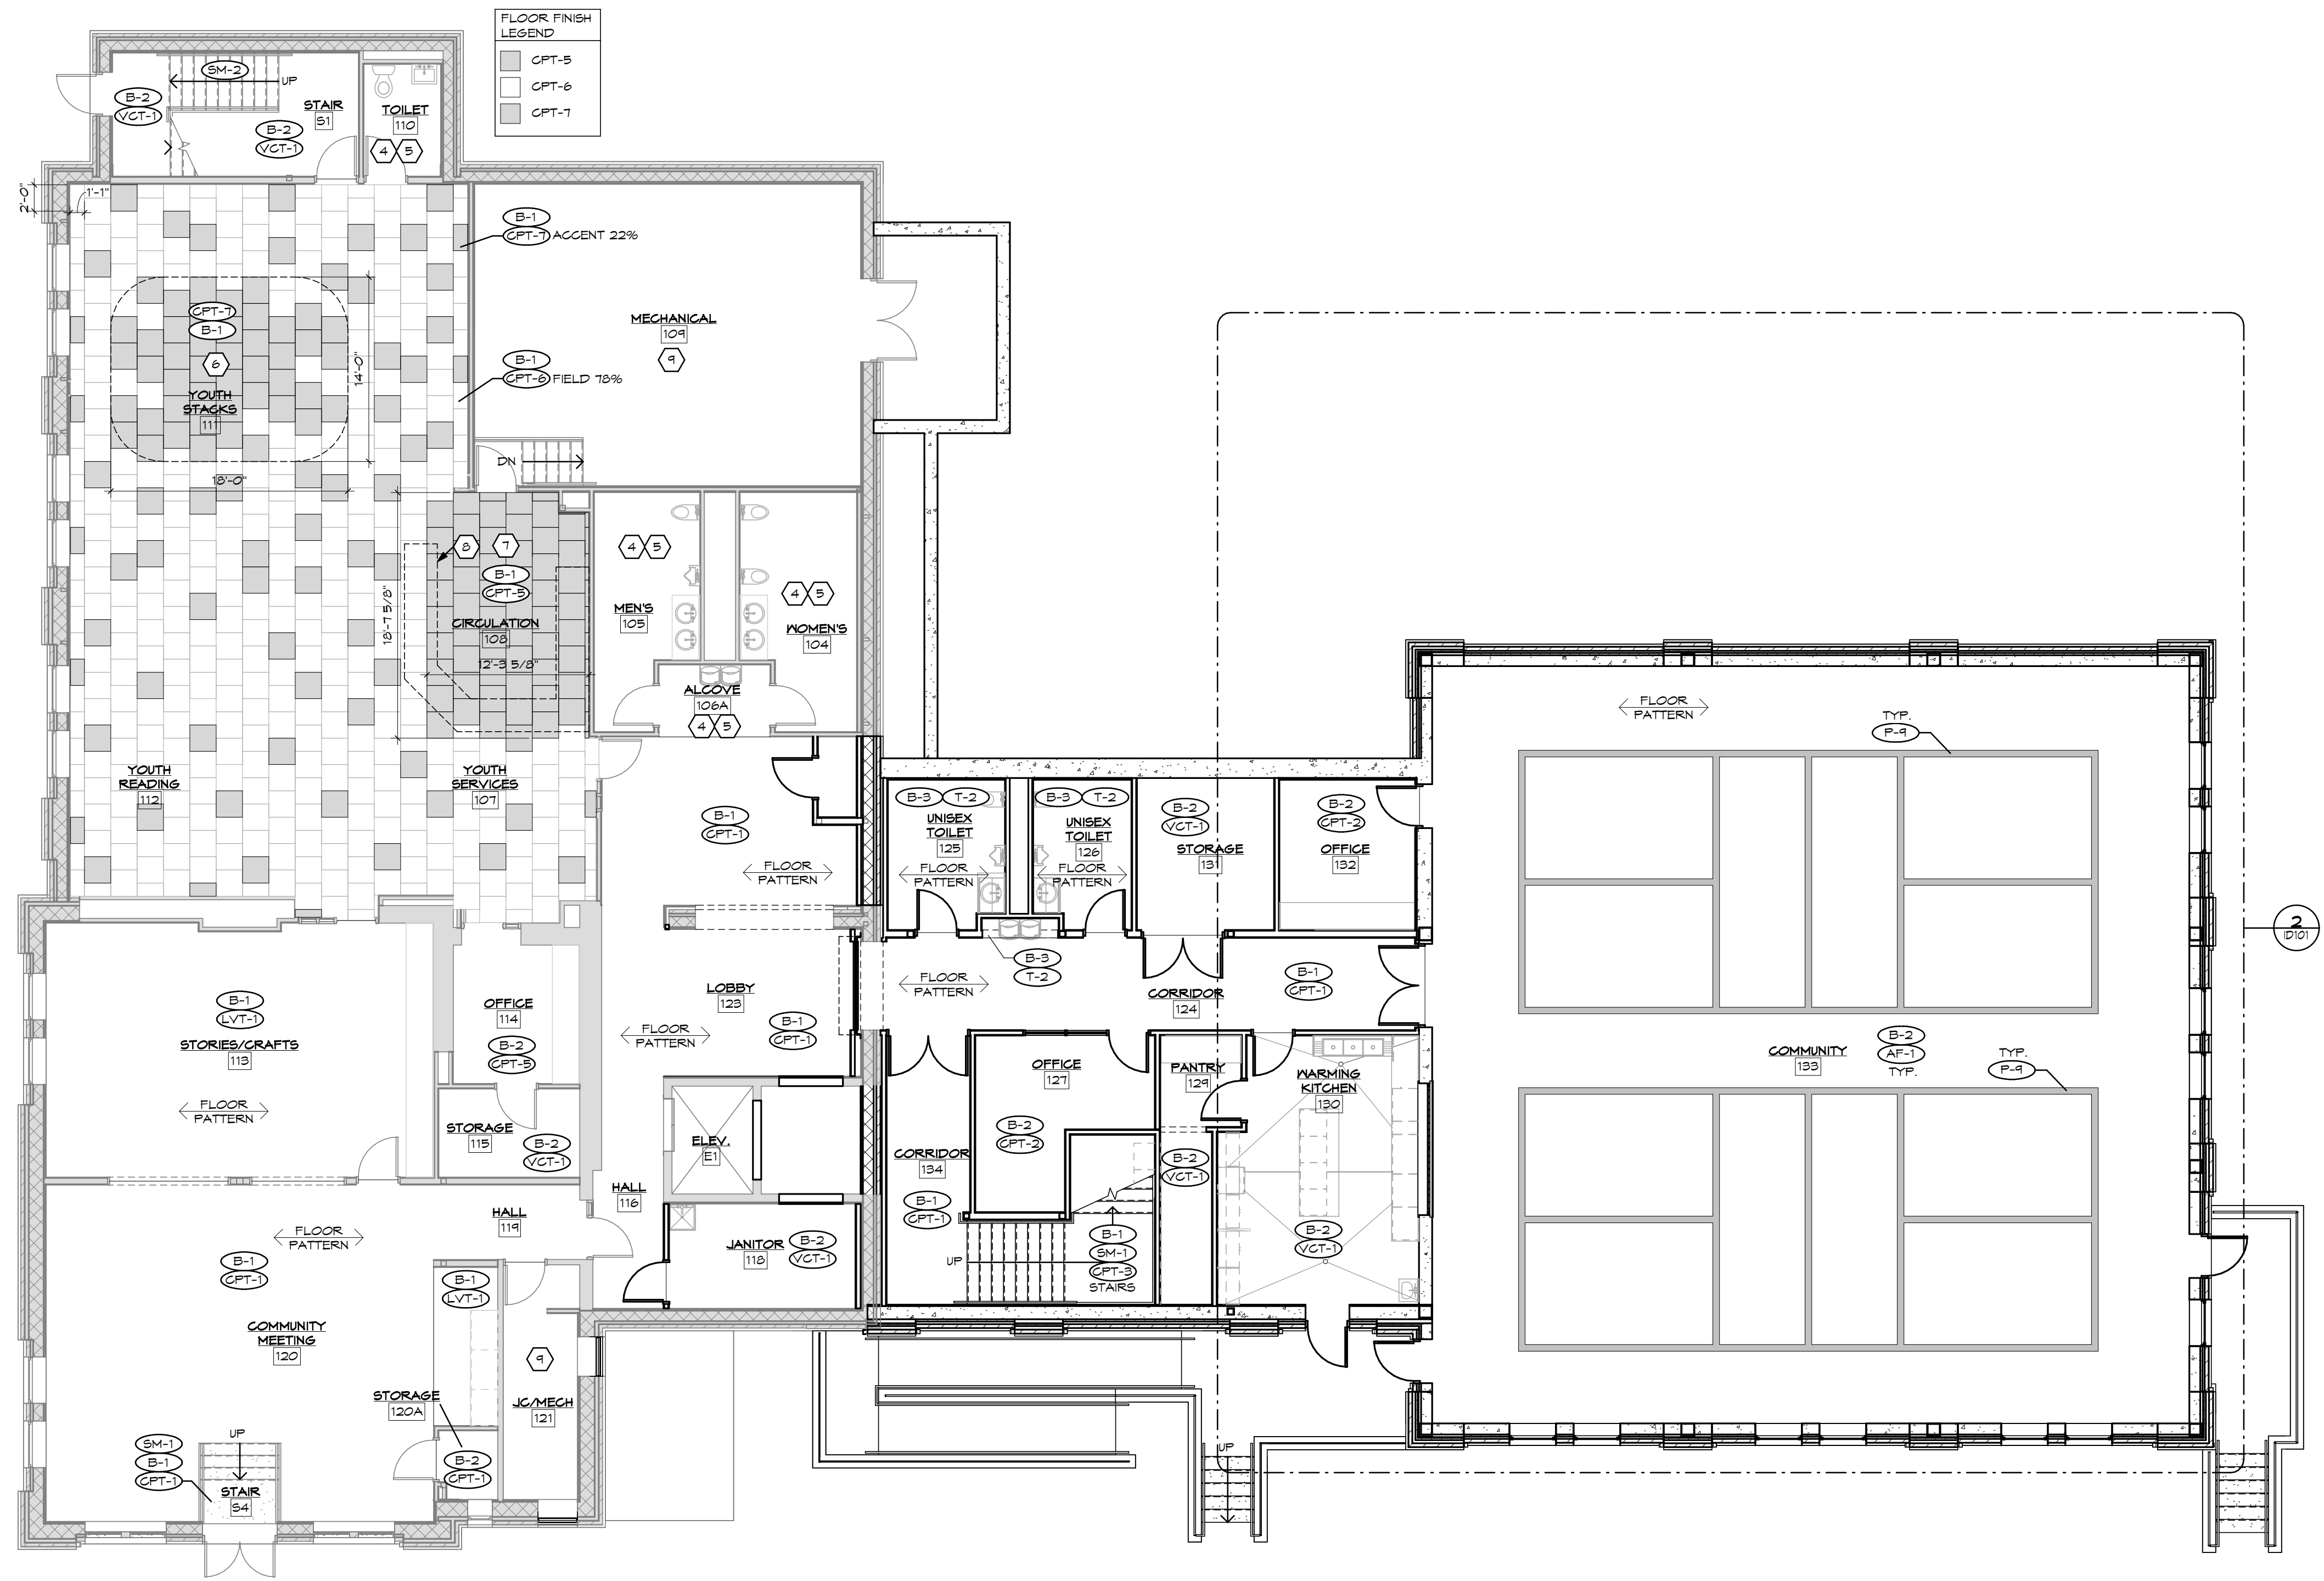 FLOOR FINISH
LEGEND
CPT-5
CPT-6
CPT-7
SM-2
UP
B-2
VCT-1
STAIR
S1
B-2
VCT-1
TOILET
110
4 5
2'-0"
1'-1"
B-1
CPT-7 ACCENT 22%
CPT-7
B-1
6
YOUTH
STACKS
111
14'-0"
18'-0"
MECHANICAL
109
9
B-1
CPT-6 FIELD 78%
DN
8
7
B-1
CPT-5
CIRCULATION
108
18'-7 5/8"
12'-3 5/8"
4 5
MEN'S
105
4 5
WOMEN'S
104
ALCOVE
106A
4 5
YOUTH
READING
112
YOUTH
SERVICES
107
B-1
CPT-1
FLOOR
PATTERN
B-3 T-2
UNISEX
TOILET
125
FLOOR
PATTERN
B-3 T-2
UNISEX
TOILET
126
FLOOR
PATTERN
B-2
VCT-1
STORAGE
131
B-2
CPT-2
OFFICE
132
FLOOR
PATTERN
TYP.
P-9
2
ID101
B-3
T-2
FLOOR
PATTERN
B-1
CPT-1
CORRIDOR
124
LOBBY
123
B-1
CPT-1
FLOOR
PATTERN
B-1
LVT-1
STORIES/CRAFTS
113
FLOOR
PATTERN
OFFICE
114
B-2
CPT-5
STORAGE
115
B-2
VCT-1
ELEV.
E1
OFFICE
127
B-2
CPT-2
PANTRY
129
B-2
VCT-1
WARMING
KITCHEN
130
B-2
VCT-1
COMMUNITY
133
B-2
AF-1
TYP.
TYP.
P-9
CORRIDOR
134
B-1
CPT-1
UP
B-1
SM-1
CPT-3
STAIRS
HALL
116
HALL
119
JANITOR
118
B-2
VCT-1
FLOOR
PATTERN
B-1
CPT-1
B-1
LVT-1
COMMUNITY
MEETING
120
STORAGE
120A
B-2
CPT-1
9
JC/MECH
121
SM-1
B-1
CPT-1
UP
STAIR
S4
UP